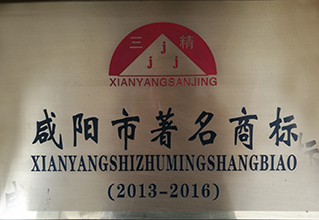 三 精
j
j j
XIANYANGSANJING
咸阳市著名商标
XIANYANGSHIZHUMINGSHANGBIAO
(2013-2016)